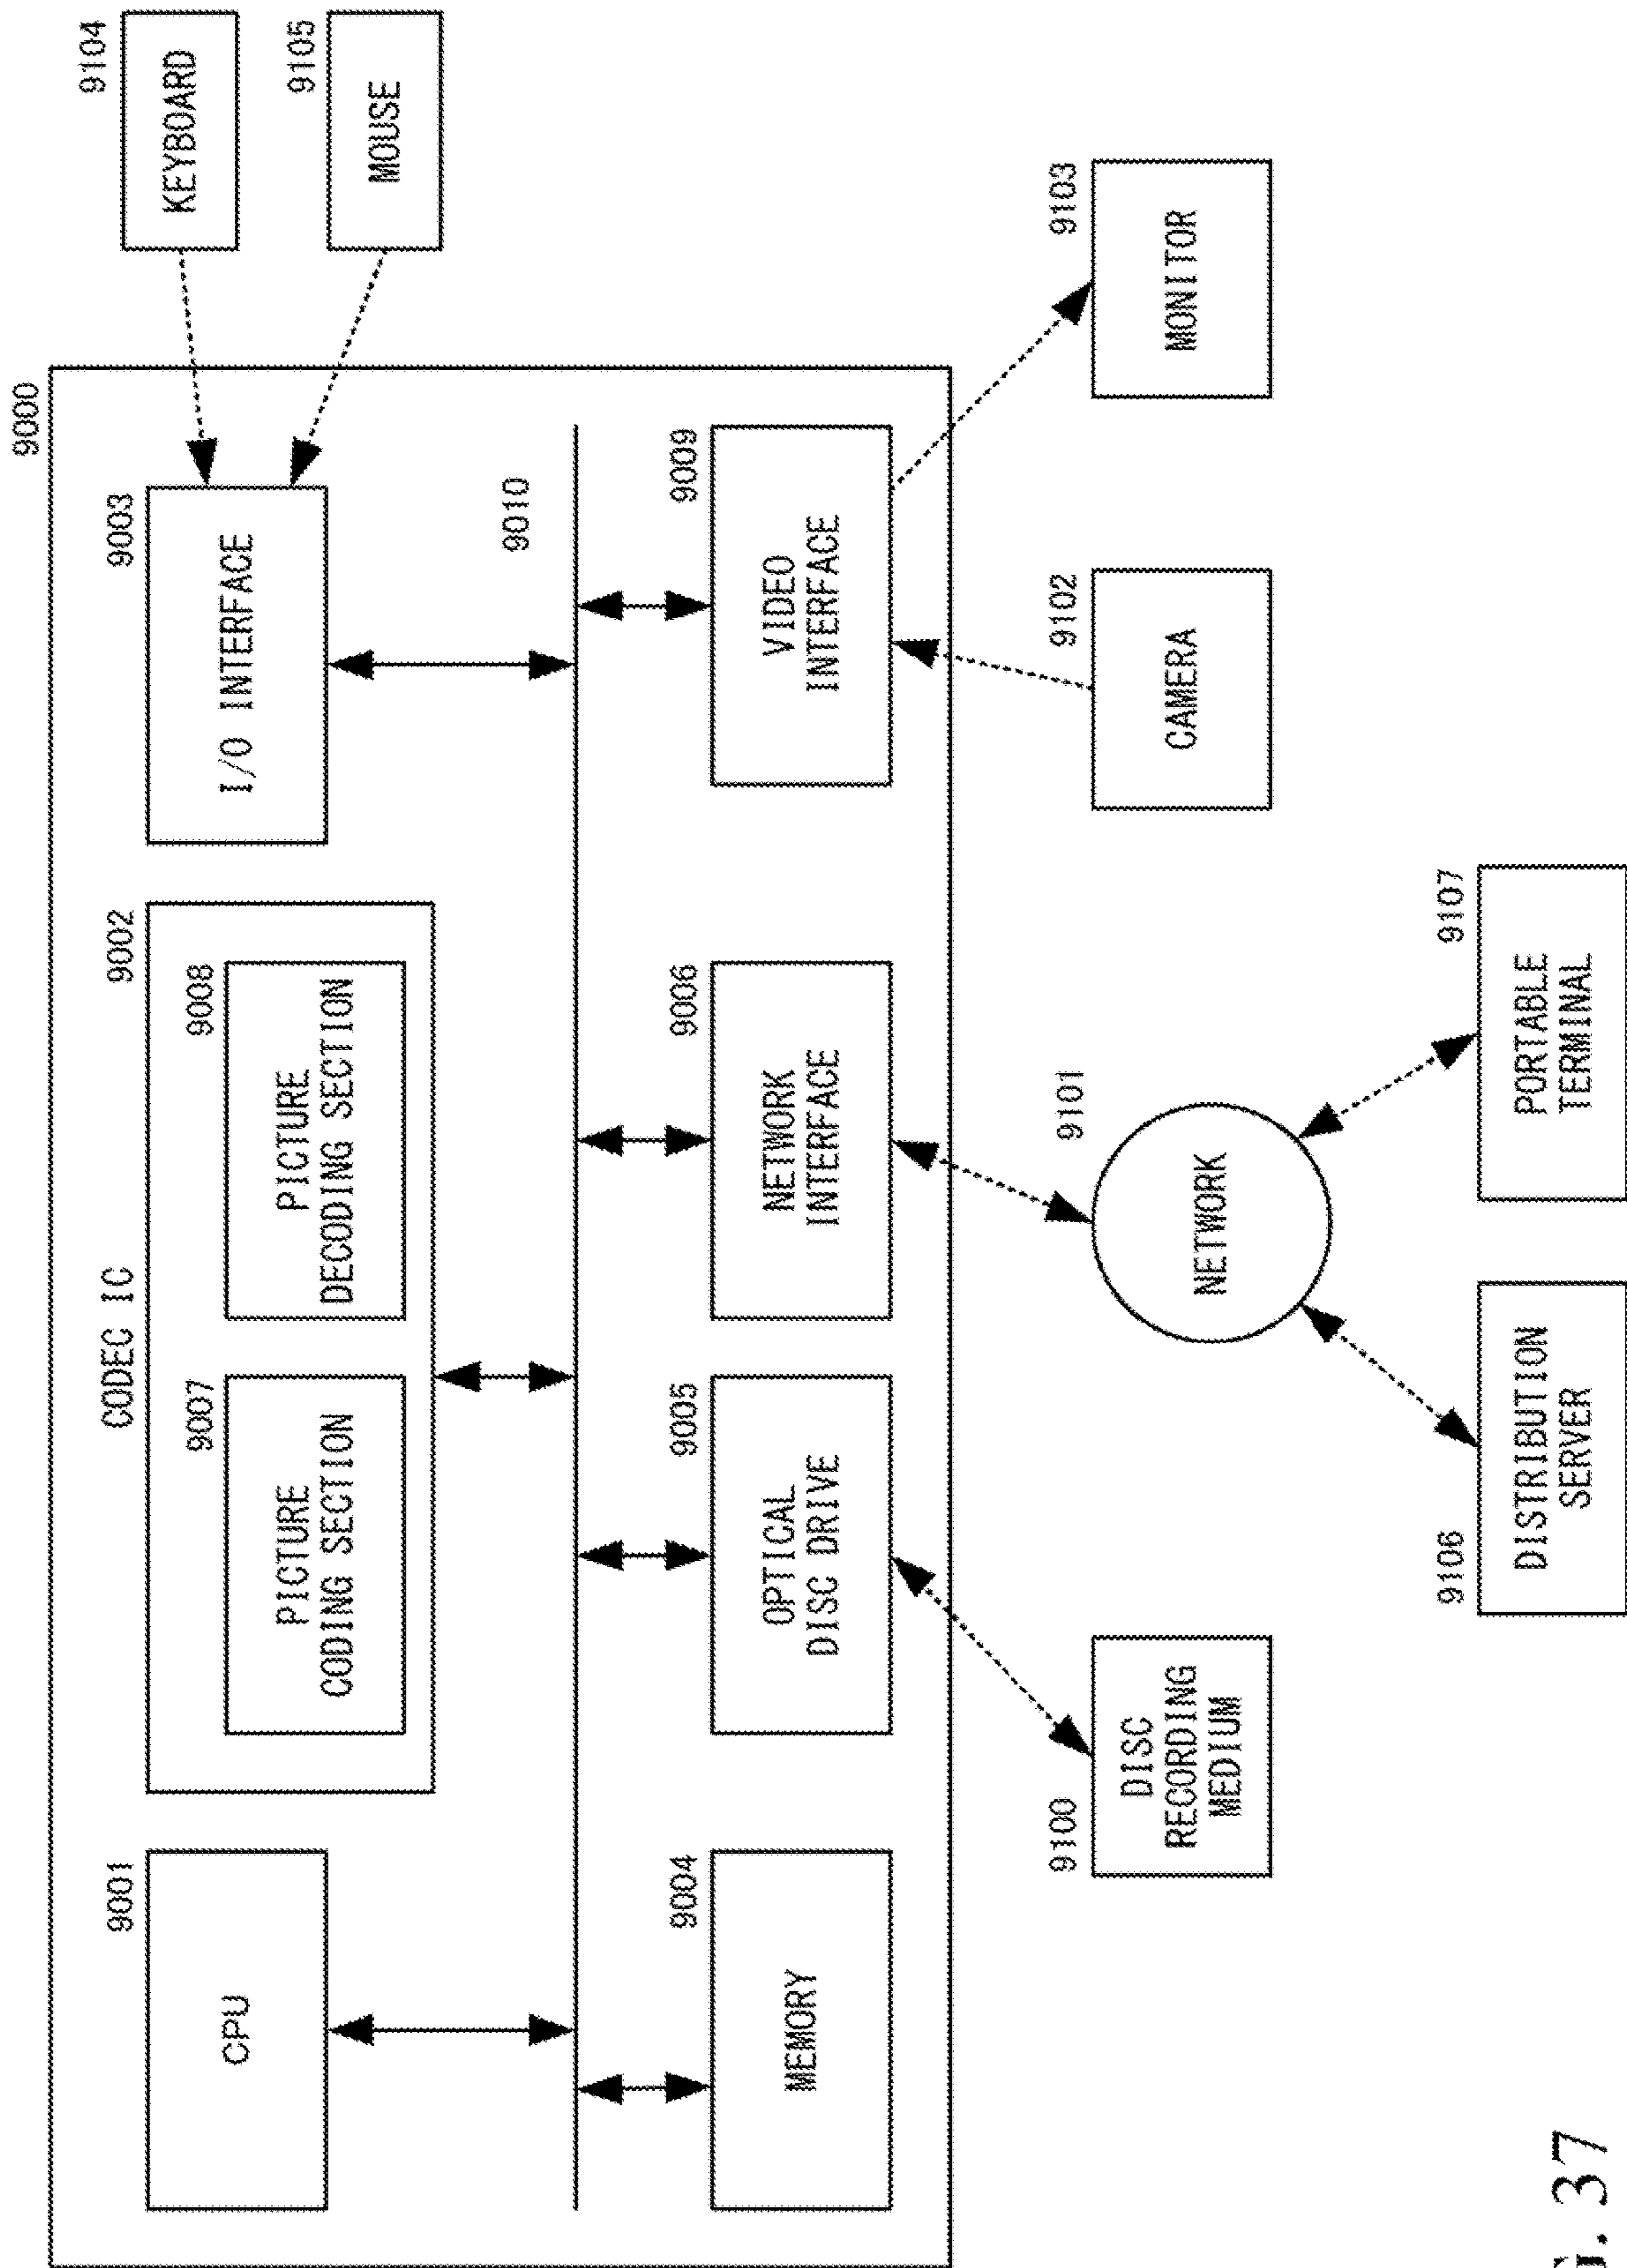 9000
9001
CPU
CODEC IC
9002
9007
PICTURE
CODING SECTION
9008
PICTURE
DECODING SECTION
9003
I/O INTERFACE
9104
KEYBOARD
9105
MOUSE
9010
9004
MEMORY
9005
OPTICAL
DISC DRIVE
9006
NETWORK
INTERFACE
9009
VIDEO
INTERFACE
9100
DISC
RECORDING
MEDIUM
9101
NETWORK
9102
CAMERA
9103
MONITOR
9106
DISTRIBUTION
SERVER
9107
PORTABLE
TERMINAL
G. 37